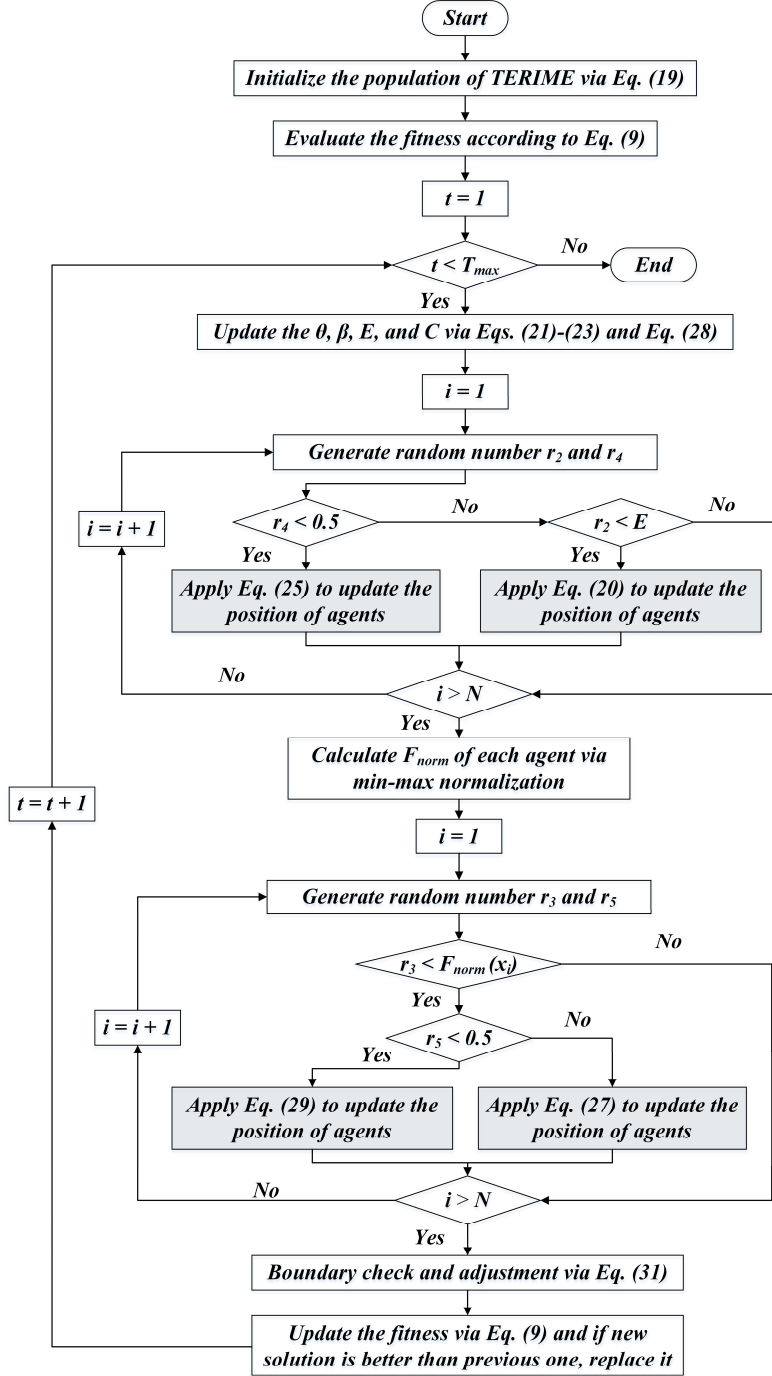 Start
Initialize the population of TERIME via Eq. (19)
Evaluate the fitness according to Eq. (9)
t = 1
t < Tmax
No
End
Yes
Update the θ, β, E, and C via Eqs. (21)-(23) and Eq. (28)
i = 1
Generate random number r2 and r4
i = i + 1
r4 < 0.5
No
r2 < E
No
Yes
Yes
Apply Eq. (25) to update the
position of agents
Apply Eq. (20) to update the
position of agents
No
i > N
Yes
Calculate Fnorm of each agent via
min-max normalization
t = t + 1
i = 1
Generate random number r3 and r5
No
r3 < Fnorm (xi)
Yes
i = i + 1
r5 < 0.5
No
Yes
Apply Eq. (29) to update the
position of agents
Apply Eq. (27) to update the
position of agents
No
i > N
Yes
Boundary check and adjustment via Eq. (31)
Update the fitness via Eq. (9) and if new
solution is better than previous one, replace it